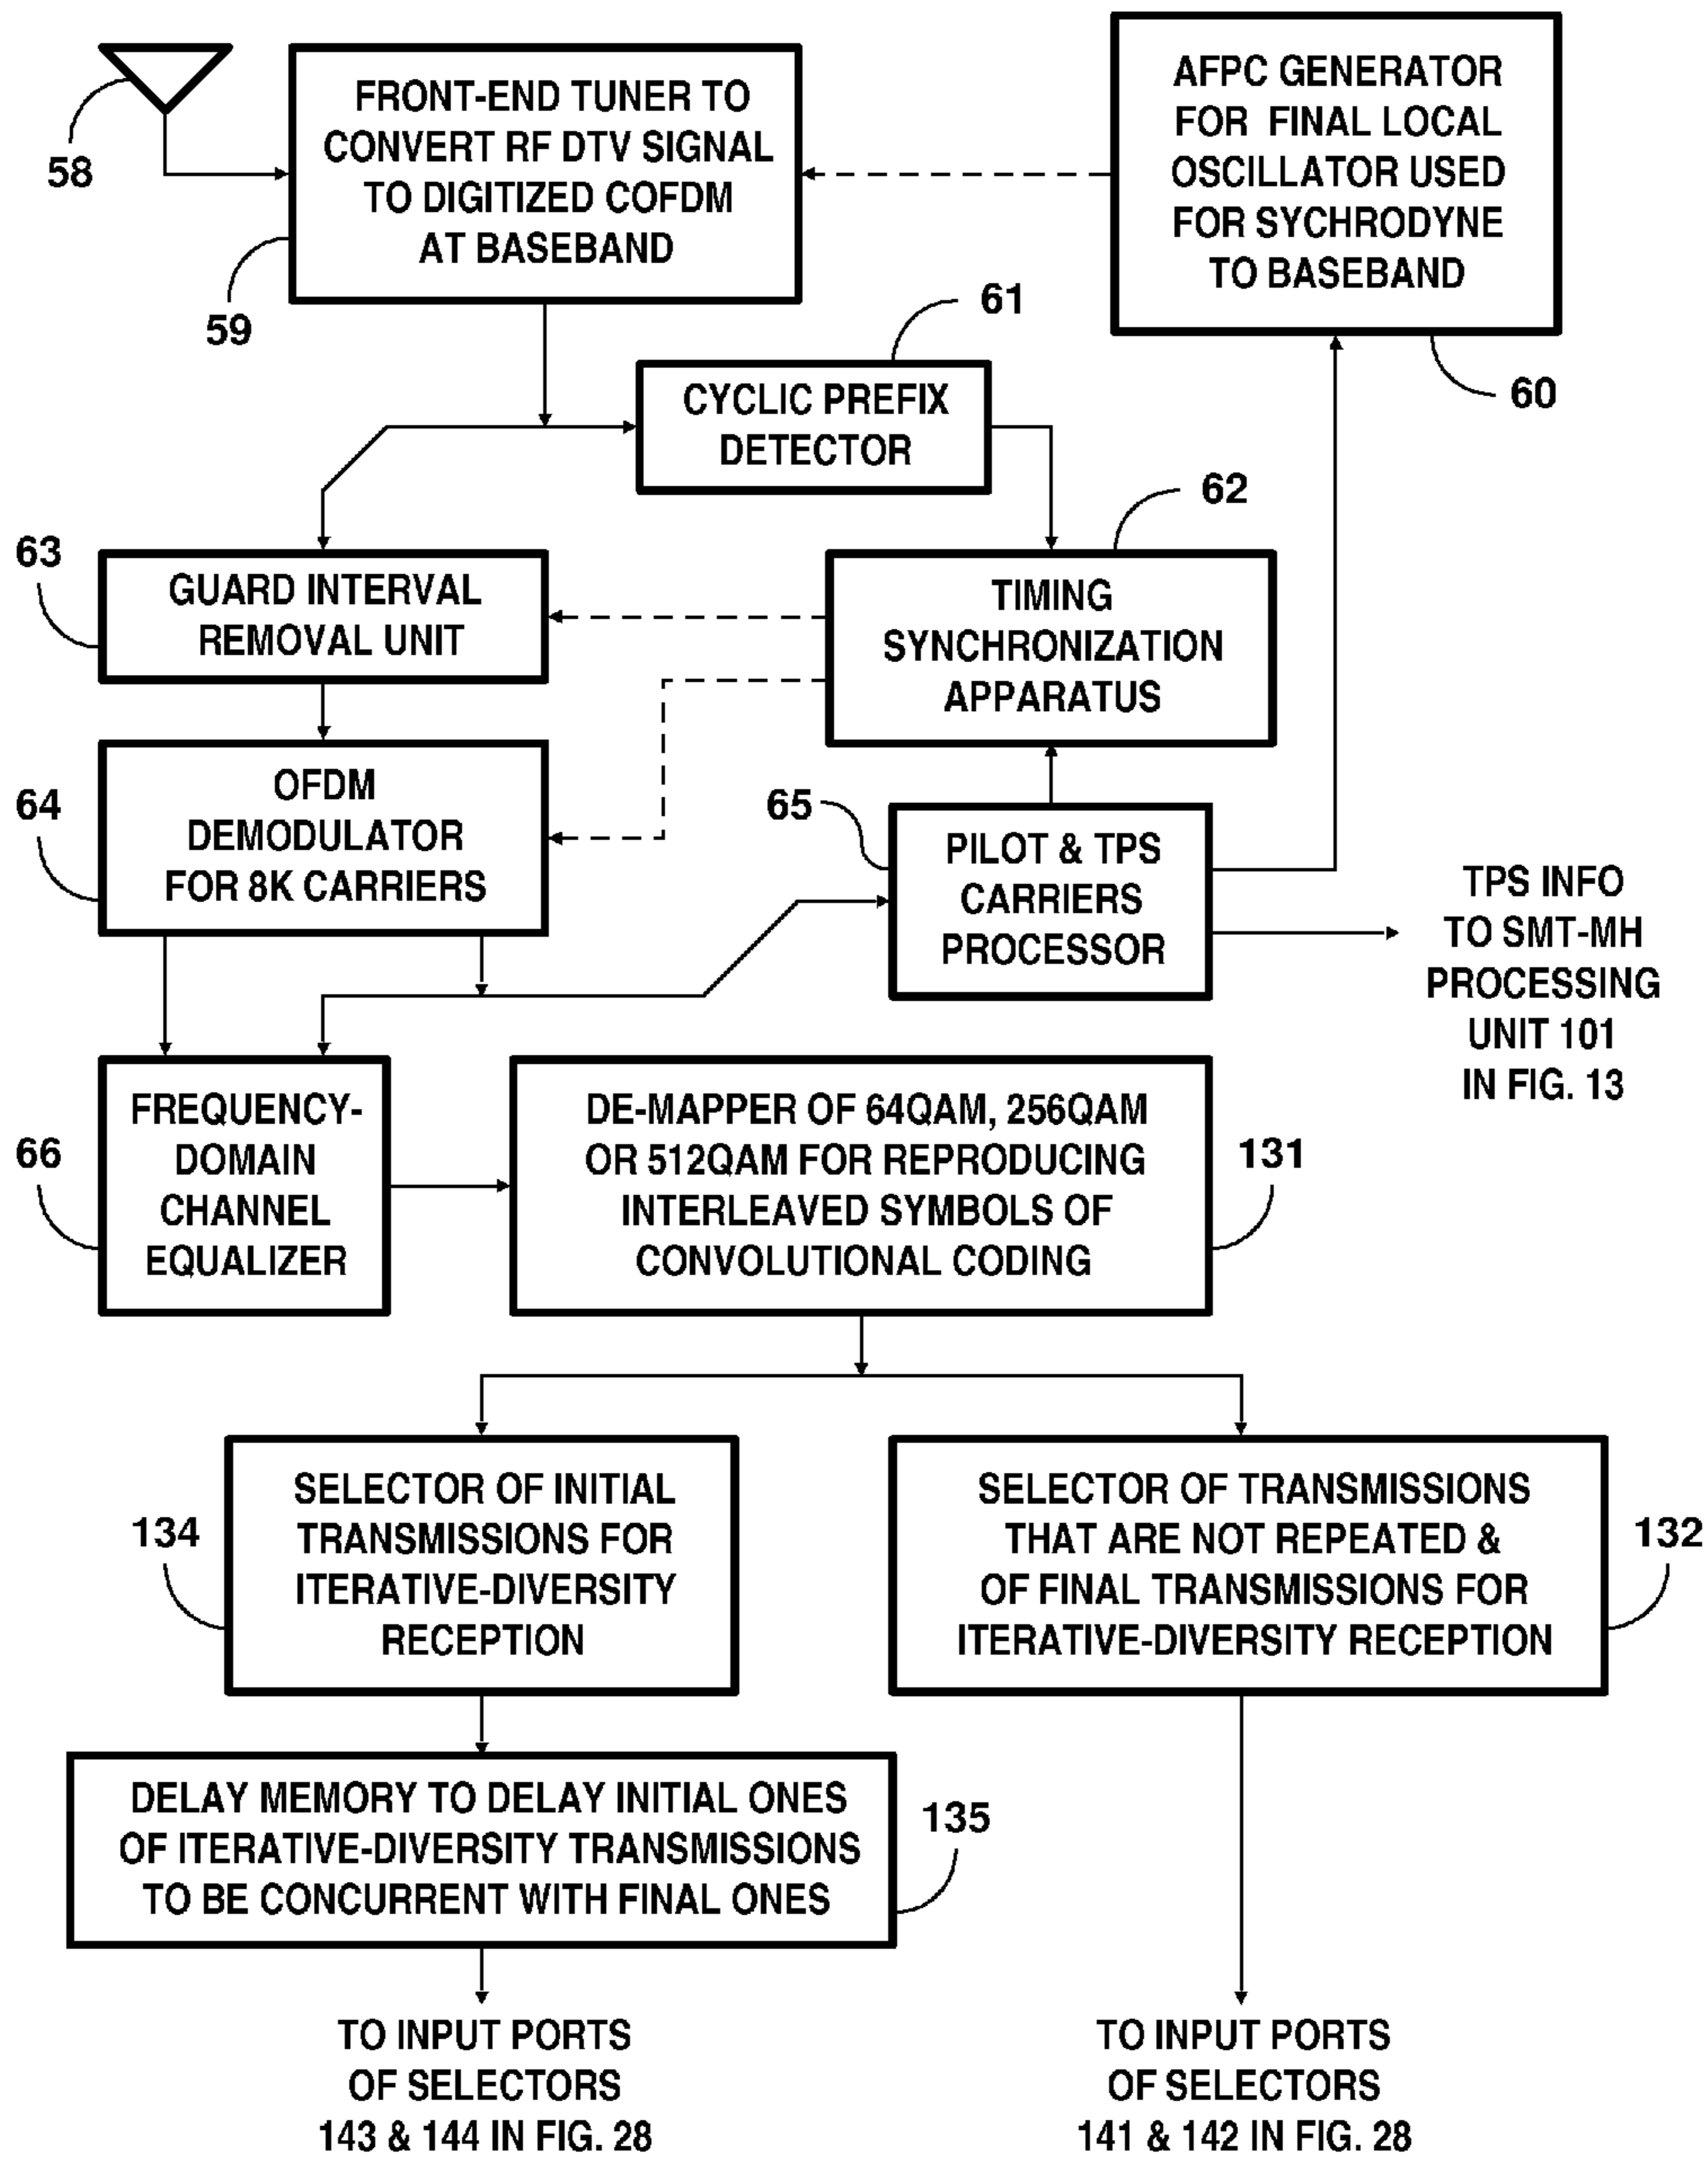 58
FRONT-END TUNER TO
CONVERT RF DTV SIGNAL
TO DIGITIZED COFDM
AT BASEBAND
59
AFPC GENERATOR
FOR FINAL LOCAL
OSCILLATOR USED
FOR SYCHRODYNE
TO BASEBAND
60
61
CYCLIC PREFIX
DETECTOR
62
63
GUARD INTERVAL
REMOVAL UNIT
TIMING
SYNCHRONIZATION
APPARATUS
64
OFDM
DEMODULATOR
FOR 8K CARRIERS
65
PILOT & TPS
CARRIERS
PROCESSOR
TPS INFO
TO SMT-MH
PROCESSING
UNIT 101
IN FIG. 13
66
FREQUENCY-
DOMAIN
CHANNEL
EQUALIZER
DE-MAPPER OF 64QAM, 256QAM
OR 512QAM FOR REPRODUCING
INTERLEAVED SYMBOLS OF
CONVOLUTIONAL CODING
131
134
SELECTOR OF INITIAL
TRANSMISSIONS FOR
ITERATIVE-DIVERSITY
RECEPTION
SELECTOR OF TRANSMISSIONS
THAT ARE NOT REPEATED &
OF FINAL TRANSMISSIONS FOR
ITERATIVE-DIVERSITY RECEPTION
132
DELAY MEMORY TO DELAY INITIAL ONES
OF ITERATIVE-DIVERSITY TRANSMISSIONS
TO BE CONCURRENT WITH FINAL ONES
135
TO INPUT PORTS
OF SELECTORS
143 & 144 IN FIG. 28
TO INPUT PORTS
OF SELECTORS
141 & 142 IN FIG. 28